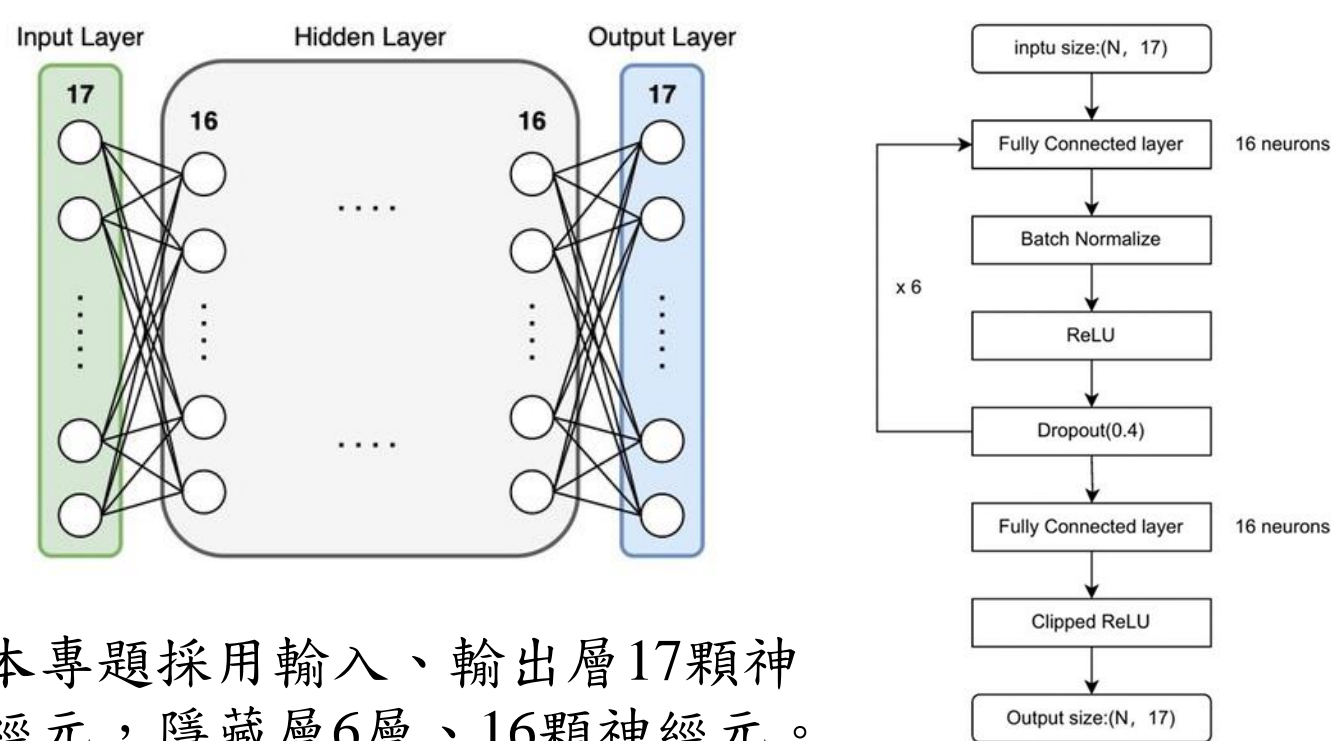 Input Layer
Hidden Layer
Output Layer
17
16
16
17
inptu size:(N, 17)
Fully Connected layer
16 neurons
Batch Normalize
x 6
ReLU
Dropout(0.4)
Fully Connected layer
16 neurons
Clipped ReLU
Output size:(N, 17)
本專題採用輸入、輸出層17顆神
經元，隱藏層6層、16顆神經元。